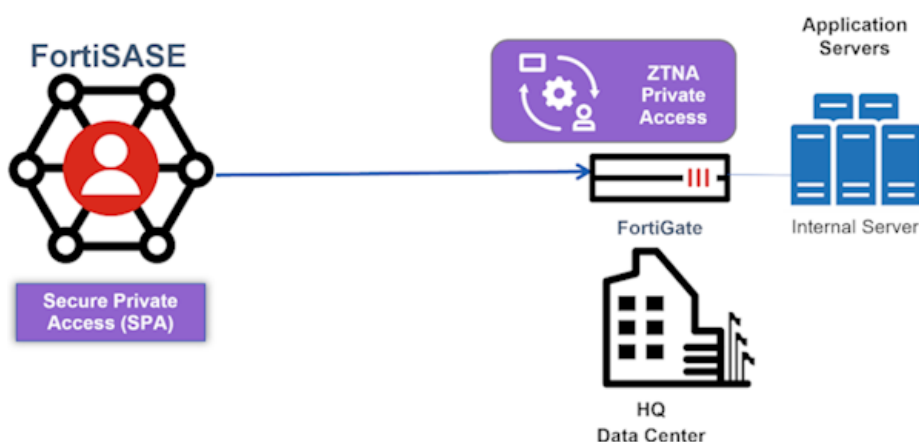 FortiSASE
Secure Private
Access (SPA)
ZTNA
Private
Access
FortiGate
HQ
Data Center
Application
Servers
Internal Server